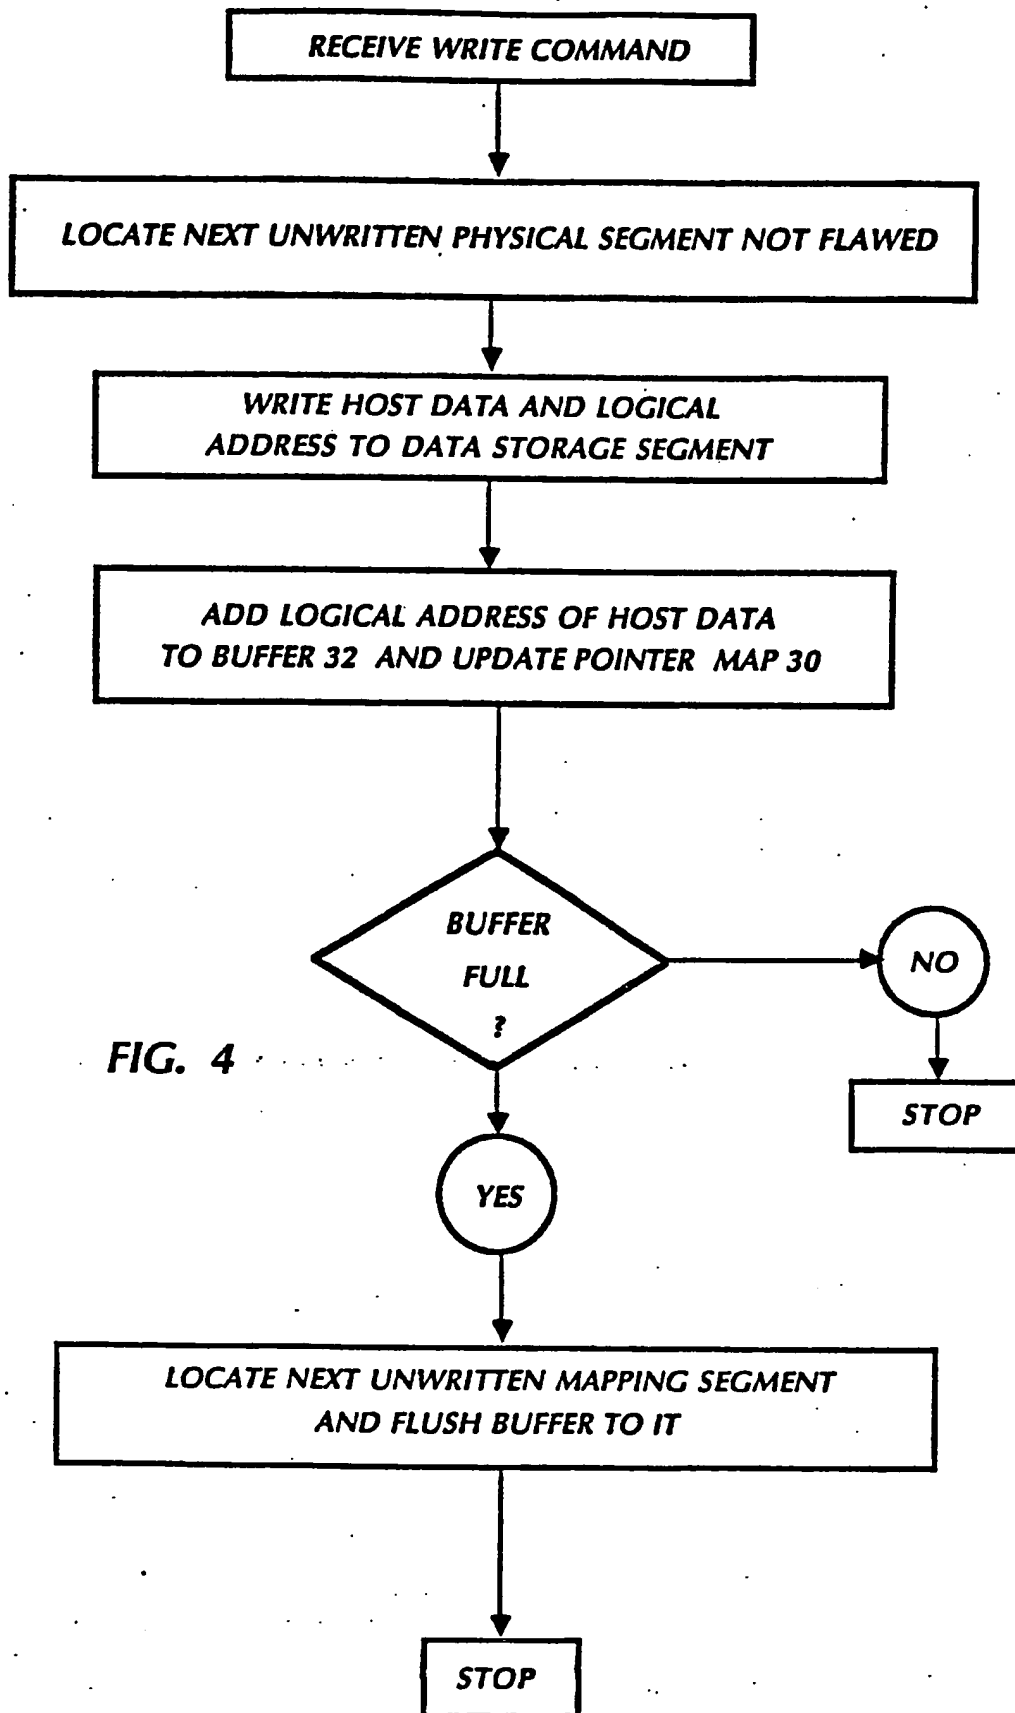 RECEIVE WRITE COMMAND
LOCATE NEXT UNWRITTEN PHYSICAL SEGMENT NOT FLAWED
WRITE HOST DATA AND LOGICAL
ADDRESS TO DATA STORAGE SEGMENT
ADD LOGICAL ADDRESS OF HOST DATA
TO BUFFER 32 AND UPDATE POINTER MAP 30
BUFFER
FULL
?
NO
FIG. 4
STOP
YES
LOCATE NEXT UNWRITTEN MAPPING SEGMENT
AND FLUSH BUFFER TO IT
STOP